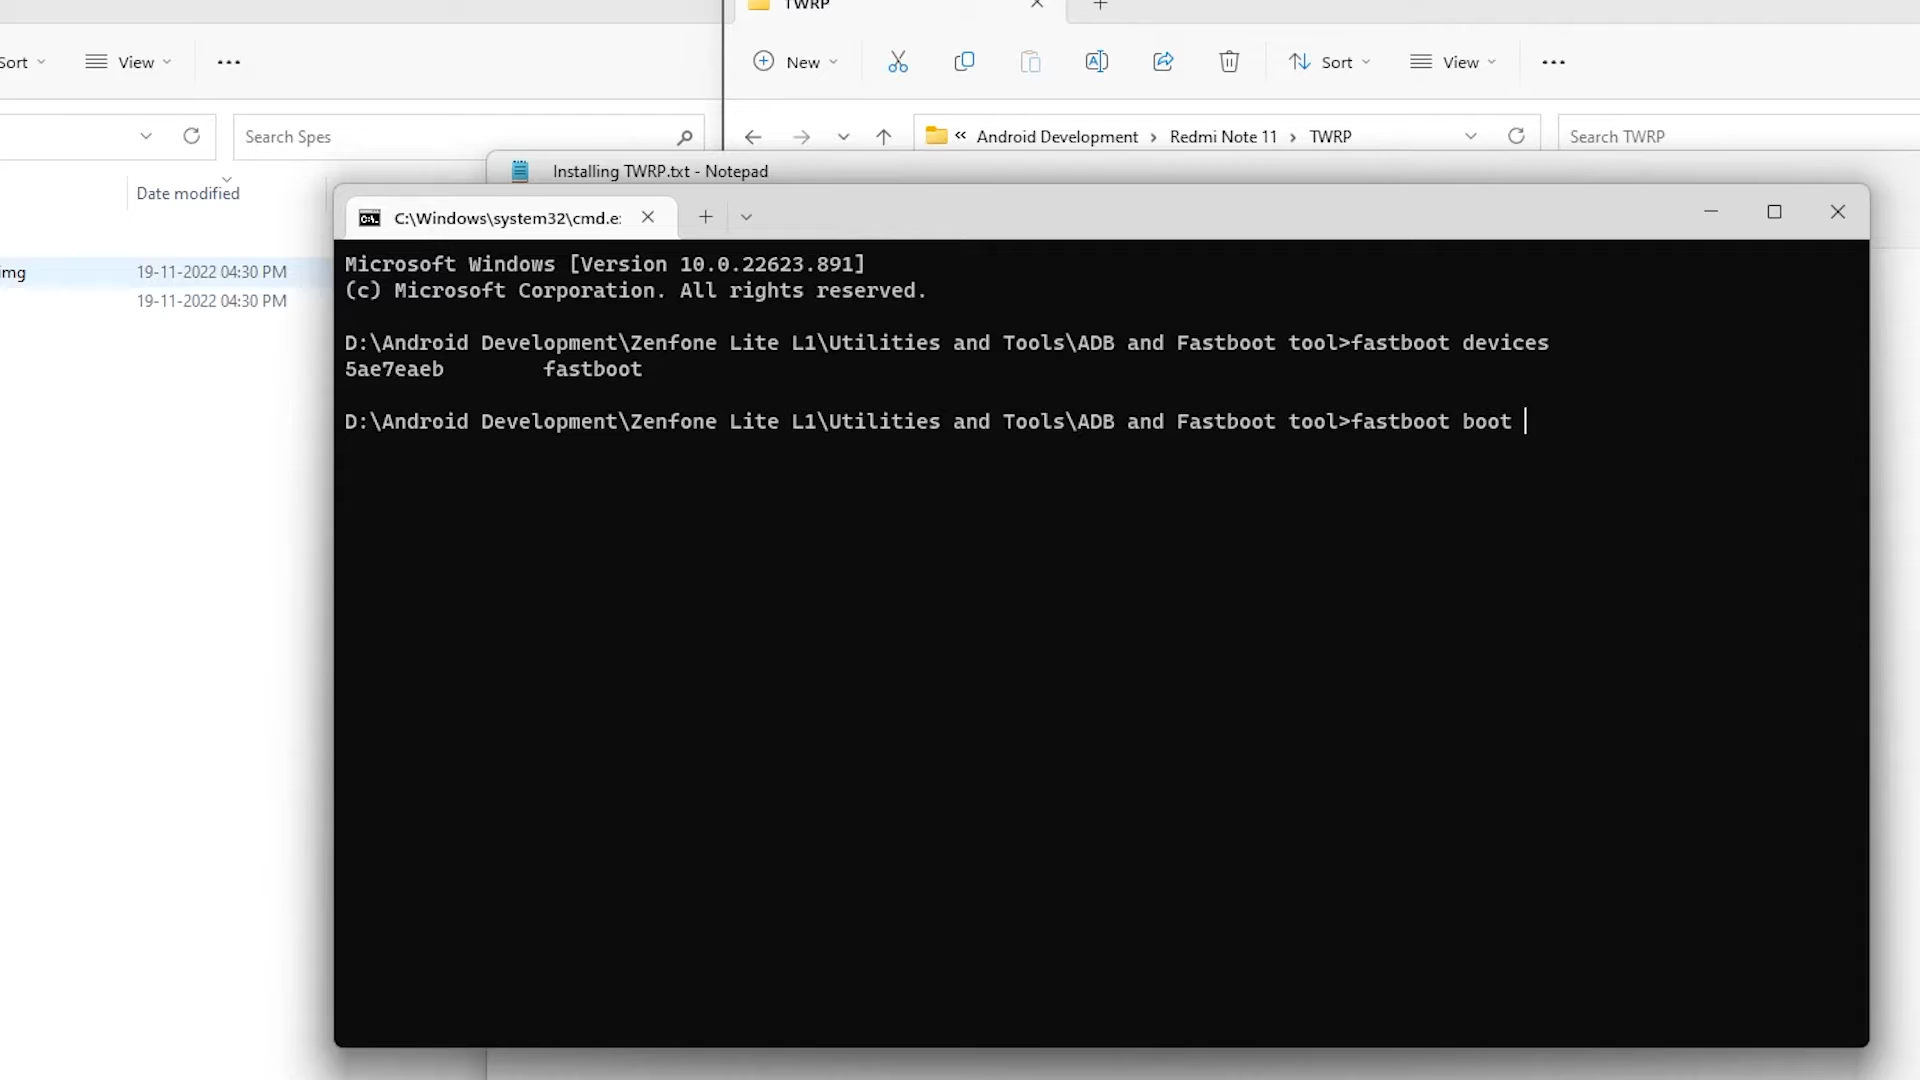 TWRP
Sort
View
New
Sort
View
Search Spes
Android Development > Redmi Note 11 > TWRP
Search TWRP
Installing TWRP.txt - Notepad
Date modified
C:\Windows\system32\cmd.e:
img 19-11-2022 04:30 PM
19-11-2022 04:30 PM
Microsoft Windows [Version 10.0.22623.891]
(c) Microsoft Corporation. All rights reserved.
D:\Android Development\Zenfone Lite L1\Utilities and Tools\ADB and Fastboot tool>fastboot devices
5ae7eaeb fastboot
D:\Android Development\Zenfone Lite L1\Utilities and Tools\ADB and Fastboot tool>fastboot boot